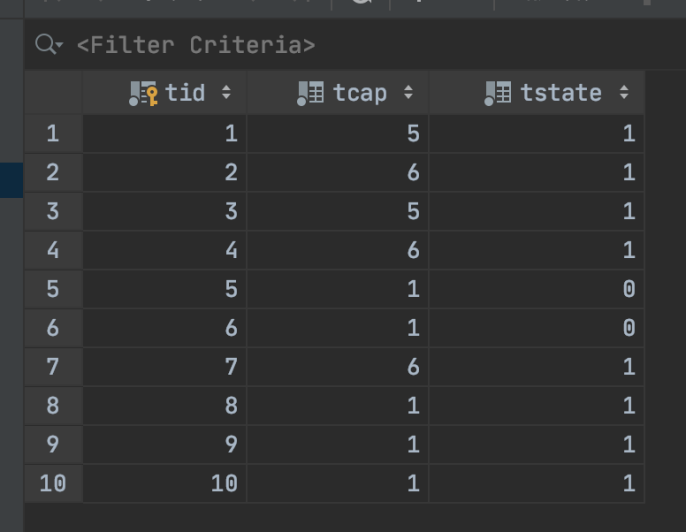 <Filter Criteria>
tid tcap tstate
1 1 5 1
2 2 6 1
3 3 5 1
4 4 6 1
5 5 1 0
6 6 1 0
7 7 6 1
8 8 1 1
9 9 1 1
10 10 1 1